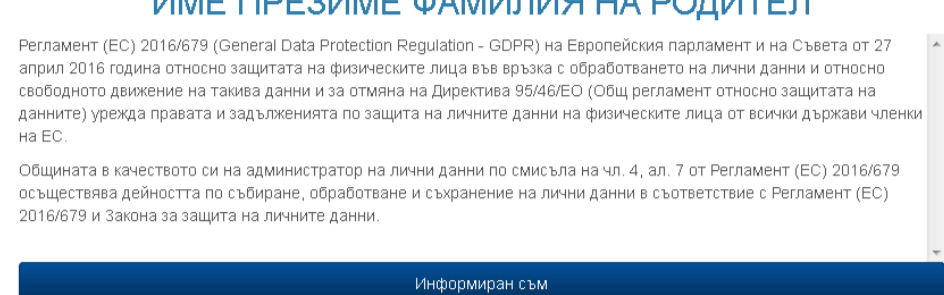 ИМЕ ПРЕЗИМЕ ФАМИЛИЯ НА РОДИТЕЛ
Регламент (ЕС) 2016/679 (General Data Protection Regulation - GDPR) на Европейския парламент и на Съвета от 27
април 2016 година относно защитата на физическите лица във връзка с обработването на лични данни и относно
свободното движение на такива данни и за отмяна на Директива 95/46/ЕО (Общ регламент относно защитата на
данните) урежда правата и задълженията по защита на личните данни на физическите лица от всички държави членки
на ЕС.
Общината в качеството си на администратор на лични данни по смисъла на чл. 4, ал. 7 от Регламент (ЕС) 2016/679
осъществява дейността по събиране, обработване и съхранение на лични данни в съответствие с Регламент (ЕС)
2016/679 и Закона за защита на личните данни.
Информиран съм